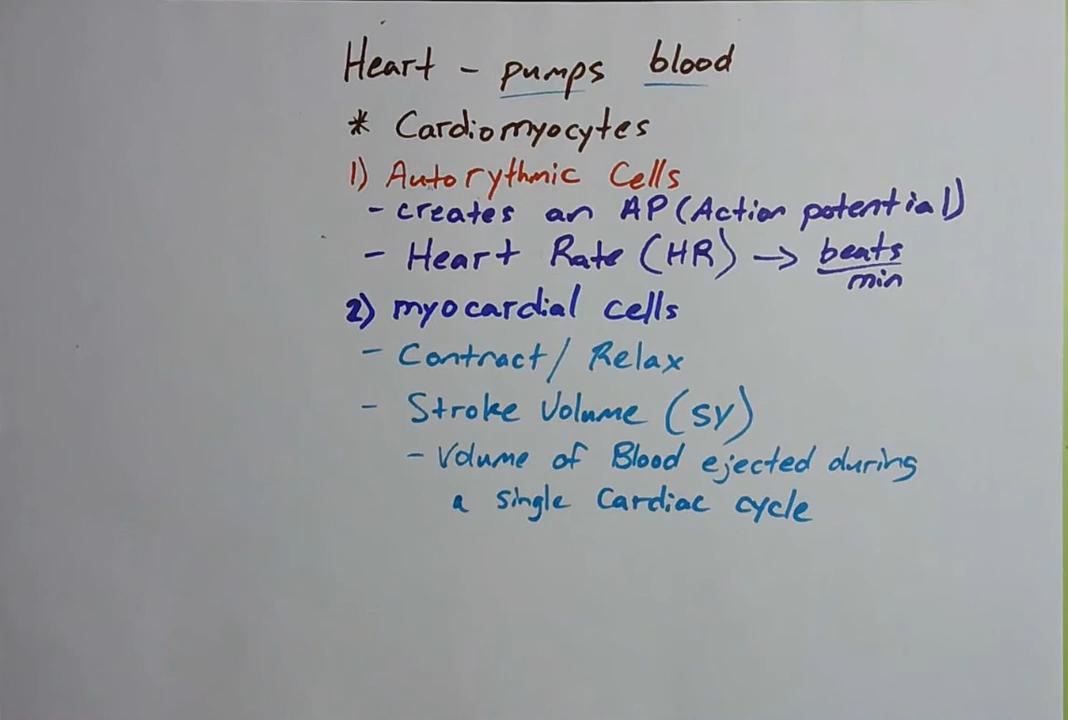 Heart - pumps blood
* Cardiomyocytes
1) Autorythmic Cells
- creates an AP (Action potential)
- Heart Rate (HR) → beats/min
2) myocardial cells
- Contract / Relax
- Stroke Volume (SV)
- Volume of Blood ejected during
a single Cardiac cycle